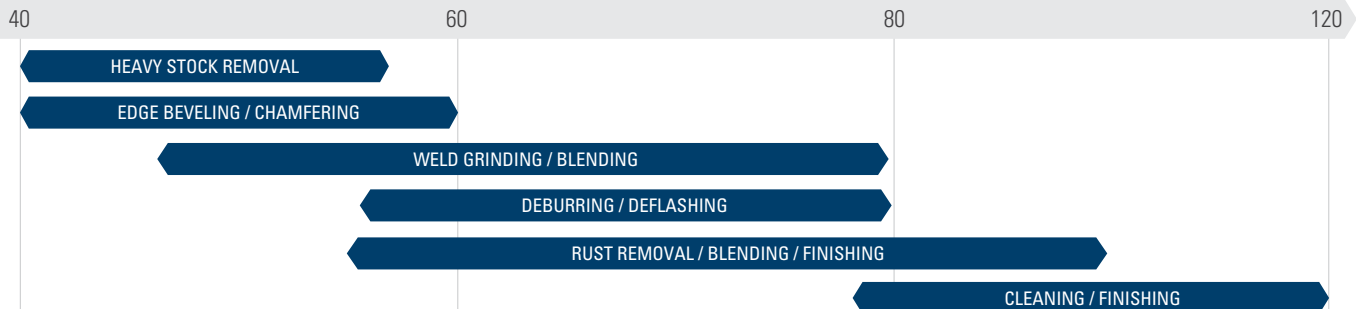 40 60 80 120
HEAVY STOCK REMOVAL
EDGE BEVELING / CHAMFERING
WELD GRINDING / BLENDING
DEBURRING / DEFLASHING
RUST REMOVAL / BLENDING / FINISHING
CLEANING / FINISHING